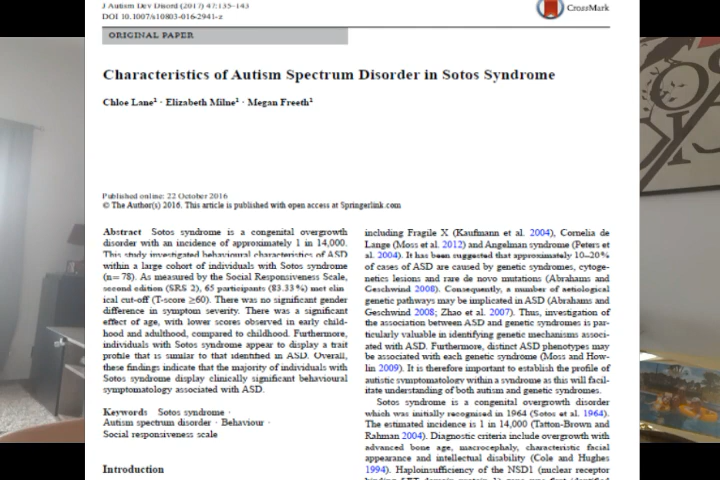 J Autism Dev Disord (2017) 47:135–143
DOI 10.1007/s10803-016-2941-z
CrossMark
ORIGINAL PAPER
Characteristics of Autism Spectrum Disorder in Sotos Syndrome
Chloe Lane1 · Elizabeth Milne1 · Megan Freeth1
Published online: 22 October 2016
© The Author(s) 2016. This article is published with open access at Springerlink.com
Abstract Sotos syndrome is a congenital overgrowth
disorder with an incidence of approximately 1 in 14,000.
This study investigated behavioural characteristics of ASD
within a large cohort of individuals with Sotos syndrome
(n= 78). As measured by the Social Responsiveness Scale,
second edition (SRS 2), 65 participants (83.33 %) met clin
ical cut-off (T-score ≥60). There was no significant gender
difference in symptom severity. There was a significant
effect of age, with lower scores observed in early child-
hood and adulthood, compared to childhood. Furthermore,
individuals with Sotos syndrome appear to display a trait
profile that is similar to that identified in ASD. Overall,
these findings indicate that the majority of individuals with
Sotos syndrome display clinically significant behavioural
symptomatology associated with ASD.
Keywords Sotos syndrome ·
Autism spectrum disorder · Behaviour ·
Social responsiveness scale
Introduction
including Fragile X (Kaufmann et al. 2004), Cornelia de
Lange (Moss et al. 2012) and Angelman syndrome (Peters et
al. 2004). It has been suggested that approximately 10–20%
of cases of ASD are caused by genetic syndromes, cytoge-
netics lesions and rare de novo mutations (Abrahams and
Geschwind 2008). Consequently, a number of aetiological
genetic pathways may be implicated in ASD (Abrahams and
Geschwind 2008; Zhao et al. 2007). Thus, investigation of
the association between ASD and genetic syndromes is par-
ticularly valuable in identifying genetic mechanisms associ-
ated with ASD. Furthermore, distinct ASD phenotypes may
be associated with each genetic syndrome (Moss and How-
lin 2009). It is therefore important to establish the profile of
autistic symptomatology within a syndrome as this will facil-
itate understanding of both autism and genetic syndromes.
Sotos syndrome is a congenital overgrowth disorder
which was initially recognised in 1964 (Sotos et al. 1964).
The estimated incidence is 1 in 14,000 (Tatton-Brown and
Rahman 2004). Diagnostic criteria include overgrowth with
advanced bone age, macrocephaly, characteristic facial
appearance and intellectual disability (Cole and Hughes
1994). Haploinsufficiency of the NSD1 (nuclear receptor